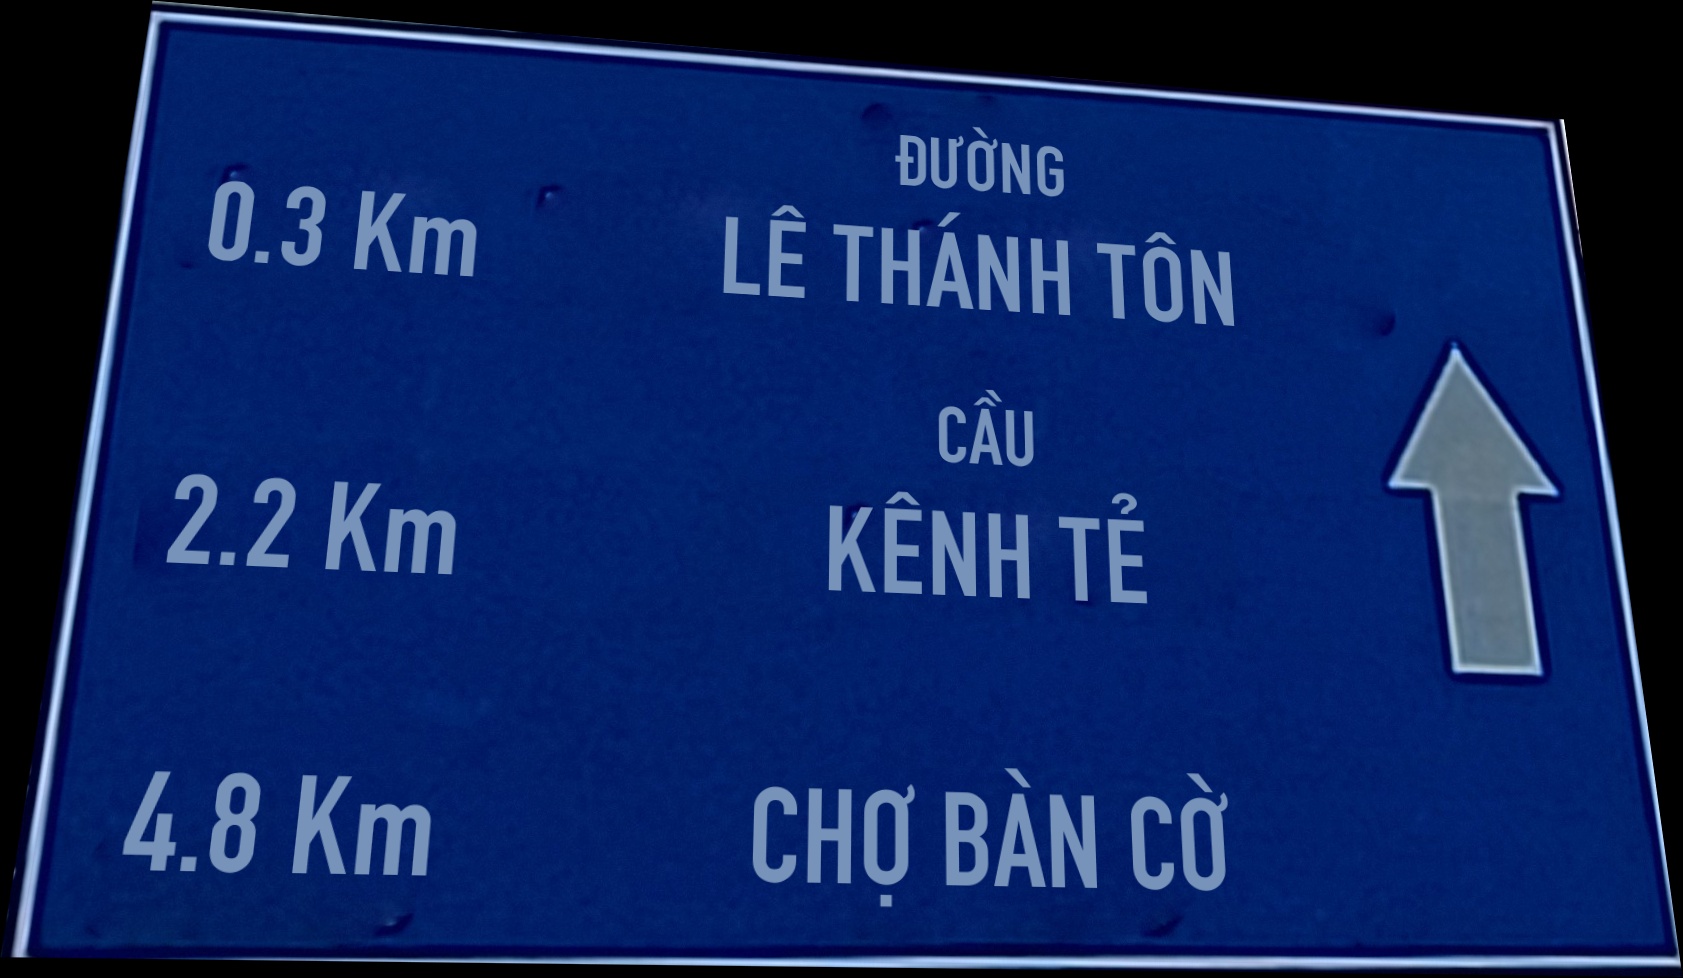 ĐƯỜNG
0.3 Km LÊ THÁNH TÔN
CẦU
2.2 Km KÊNH TẺ
4.8 Km CHỢ BÀN CỜ